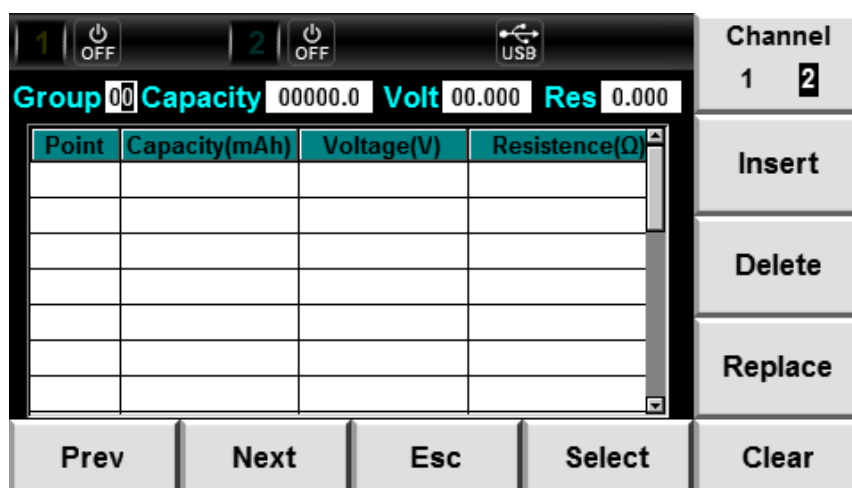 1 OFF 2 OFF USB
Channel
1 2
Group 00 Capacity 00000.0 Volt 00.000 Res 0.000
Point Capacity(mAh) Voltage(V) Resistence(Ω)
Insert
Delete
Replace
Prev Next Esc Select Clear